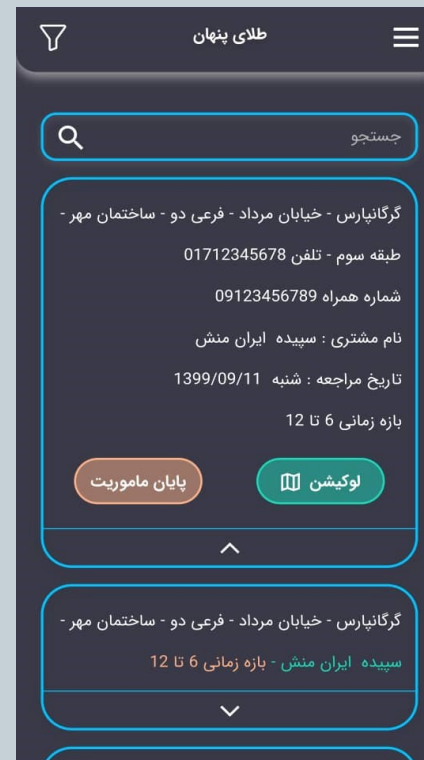 طلای پنهان
جستجو
گرگانپارس - خیابان مرداد - فرعی دو - ساختمان مهر -
طبقه سوم - تلفن 01712345678
شماره همراه 09123456789
نام مشتری : سپیده ایران منش
تاریخ مراجعه : شنبه 1399/09/11
بازه زمانی 6 تا 12
لوکیشن
پایان ماموریت
گرگانپارس - خیابان مرداد - فرعی دو - ساختمان مهر -
سپیده ایران منش - بازه زمانی 6 تا 12